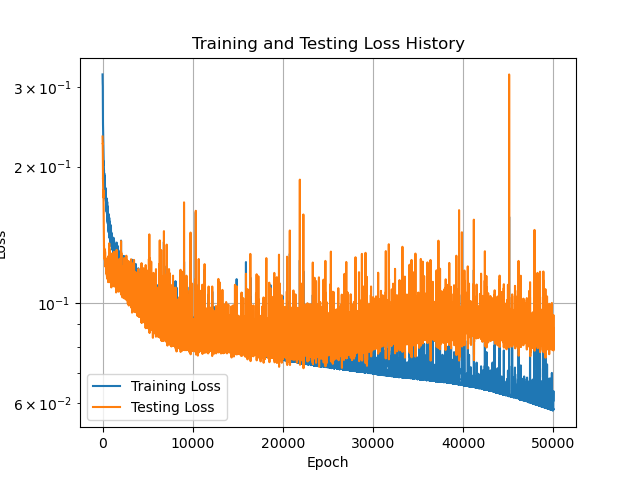 Training and Testing Loss History
3 × 10⁻¹
2 × 10⁻¹
10⁻¹
6 × 10⁻²
Loss
Training Loss
Testing Loss
0 10000 20000 30000 40000 50000
Epoch